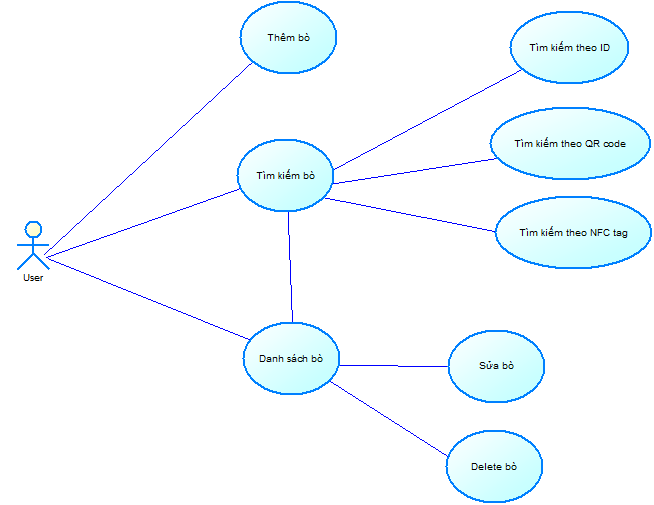 Thêm bò
Tìm kiếm theo ID
Tìm kiếm theo QR code
Tìm kiếm bò
Tìm kiếm theo NFC tag
User
Danh sách bò
Sửa bò
Delete bò